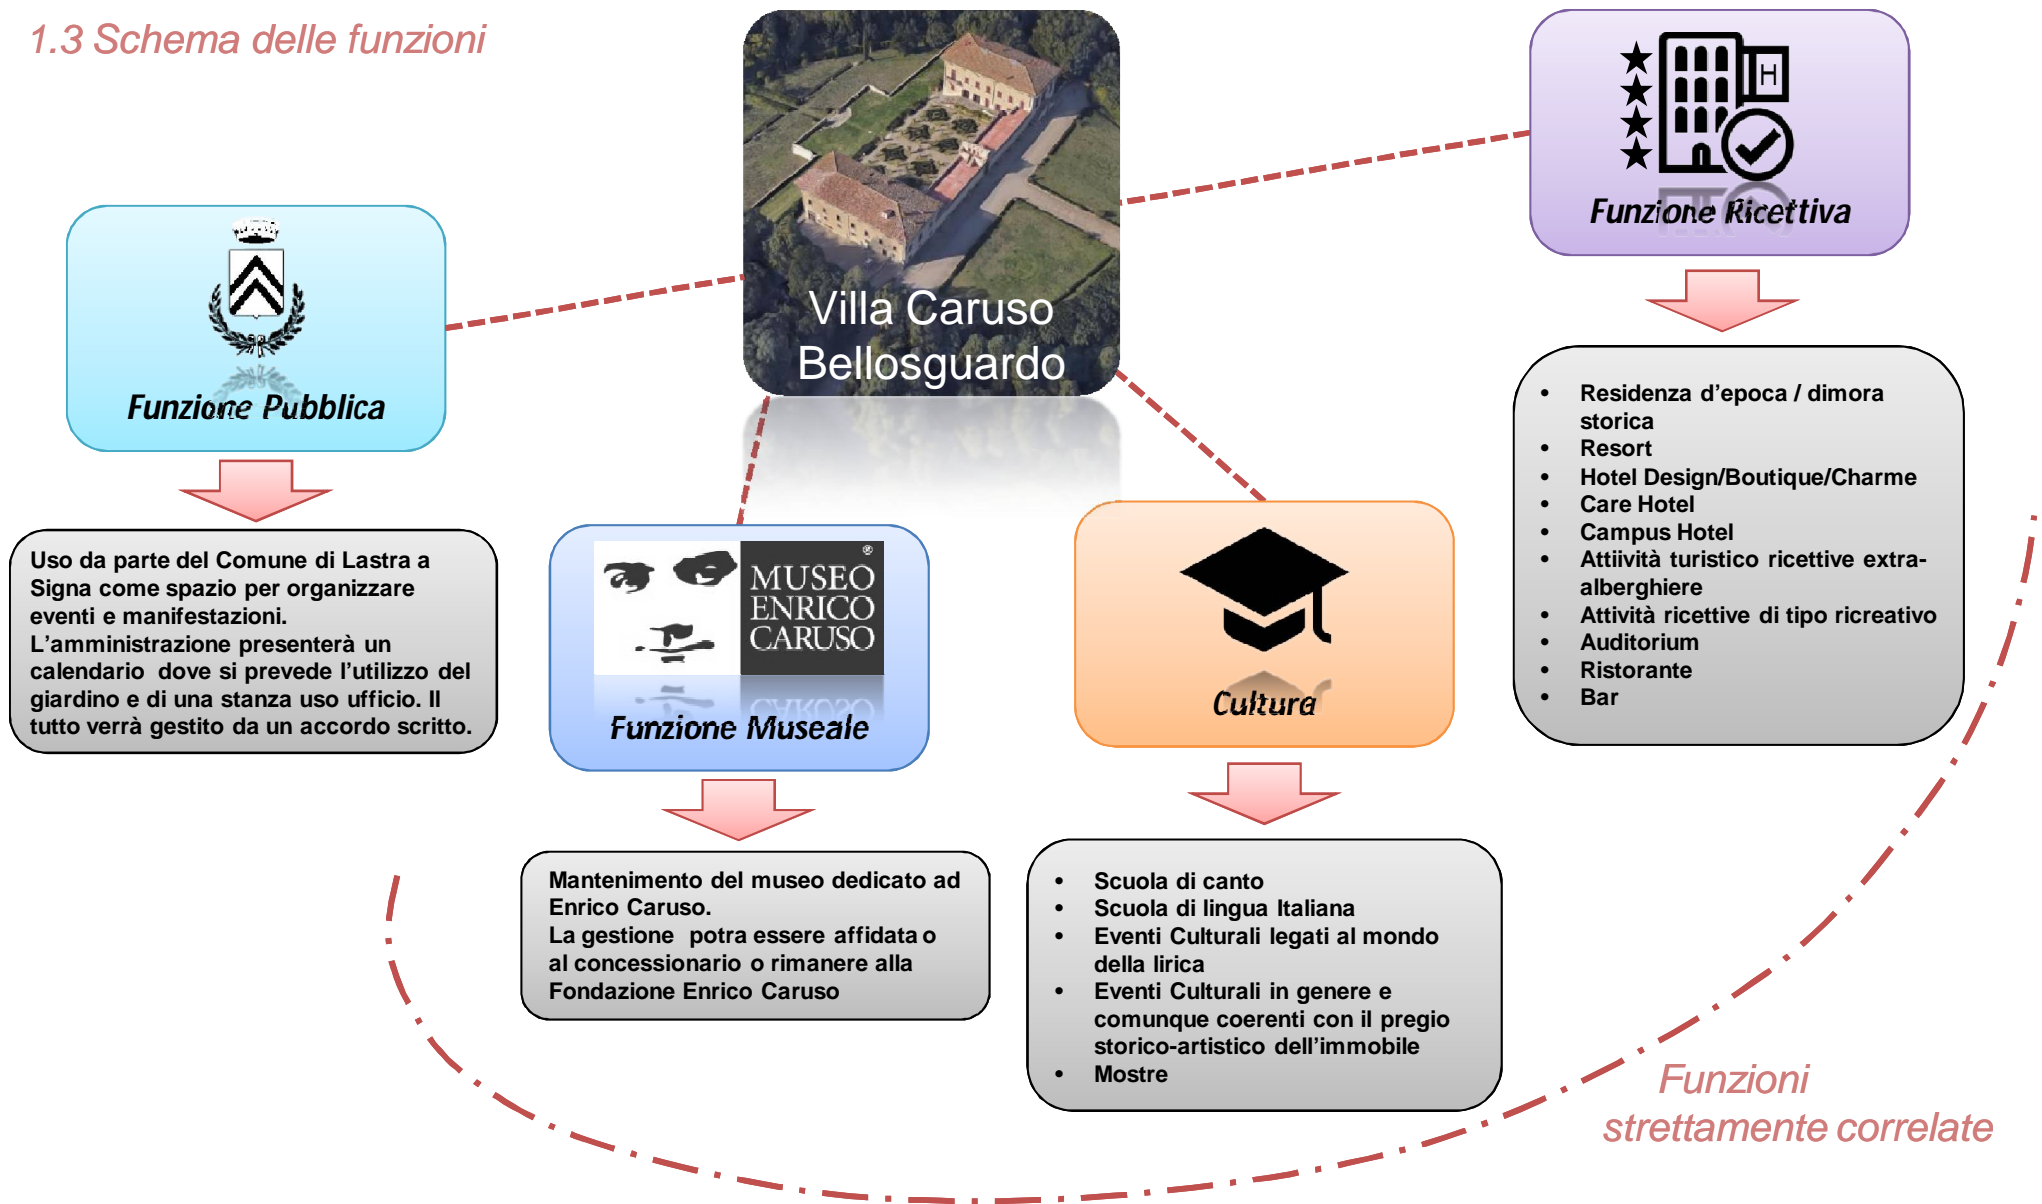 1.3 Schema delle funzioni
Villa Caruso
Bellosguardo
H
Funzione Ricettiva
• Residenza d'epoca / dimora
storica
• Resort
• Hotel Design/Boutique/Charme
• Care Hotel
• Campus Hotel
• Attiività turistico ricettive extra-
alberghiere
• Attività ricettive di tipo ricreativo
• Auditorium
• Ristorante
• Bar
Funzione Pubblica
Uso da parte del Comune di Lastra a
Signa come spazio per organizzare
eventi e manifestazioni.
L'amministrazione presenterà un
calendario dove si prevede l'utilizzo del
giardino e di una stanza uso ufficio. Il
tutto verrà gestito da un accordo scritto.
MUSEO ®
ENRICO
CARUSO
Funzione Museale
Mantenimento del museo dedicato ad
Enrico Caruso.
La gestione potra essere affidata o
al concessionario o rimanere alla
Fondazione Enrico Caruso
Cultura
• Scuola di canto
• Scuola di lingua Italiana
• Eventi Culturali legati al mondo
della lirica
• Eventi Culturali in genere e
comunque coerenti con il pregio
storico-artistico dell'immobile
• Mostre
Funzioni
strettamente correlate